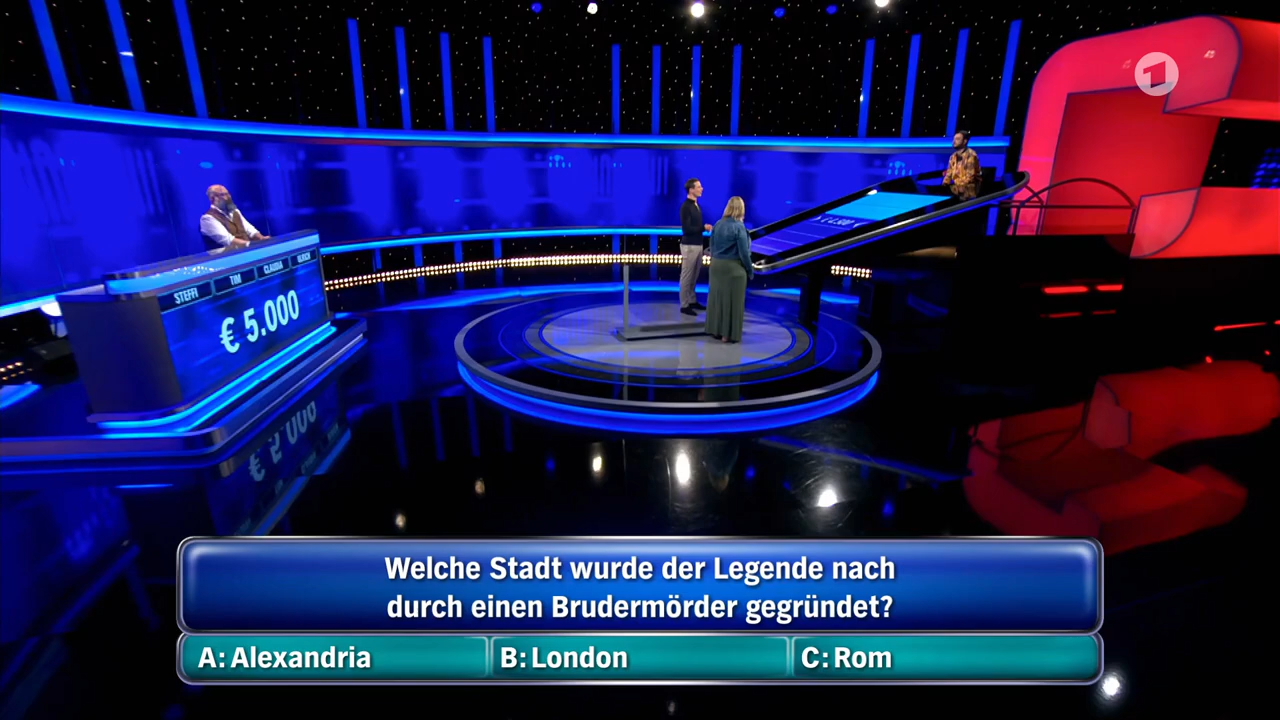 STEFFI TIM CLAUDIA ULRICH
€ 5.000
Welche Stadt wurde der Legende nach
durch einen Brudermörder gegründet?
A: Alexandria B: London C: Rom
1